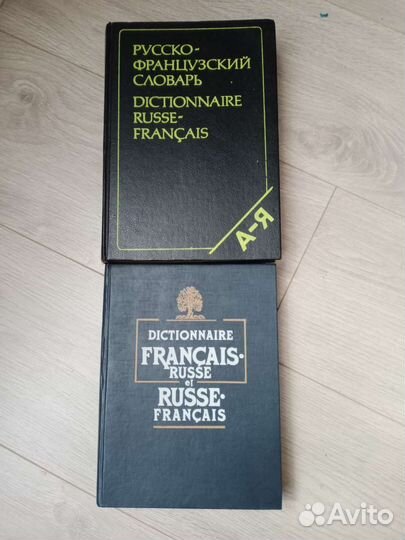 РУССКО-
ФРАНЦУЗСКИЙ
СЛОВАРЬ
DICTIONNAIRE
RUSSE-
FRANÇAIS
А-Я
DICTIONNAIRE
FRANÇAIS-
RUSSE
et
RUSSE-
FRANÇAIS
Avito